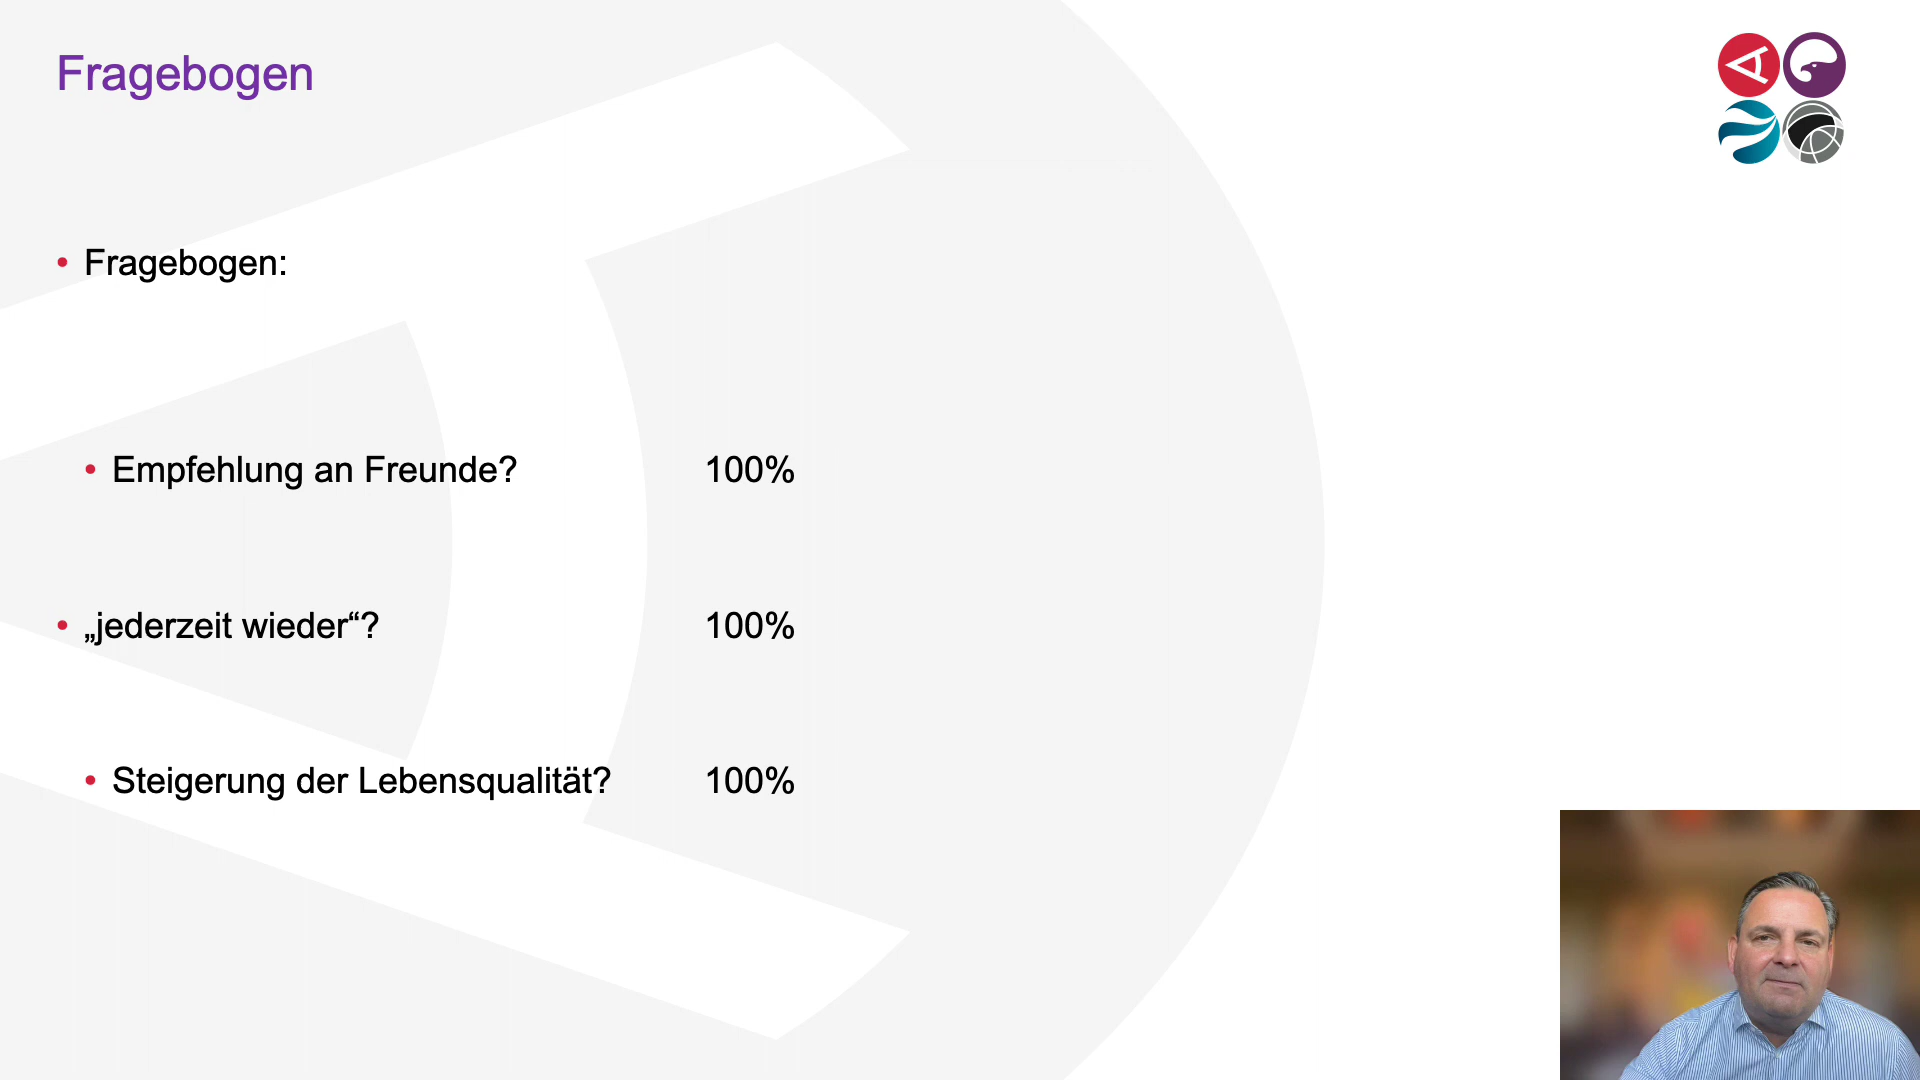 Fragebogen
• Fragebogen:
• Empfehlung an Freunde? 100%
• „jederzeit wieder“? 100%
• Steigerung der Lebensqualität? 100%